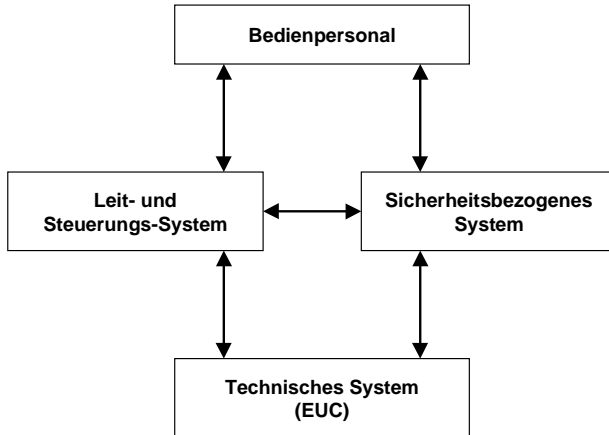 Bedienpersonal
Leit- und
Steuerungs-System
Sicherheitsbezogenes
System
Technisches System
(EUC)